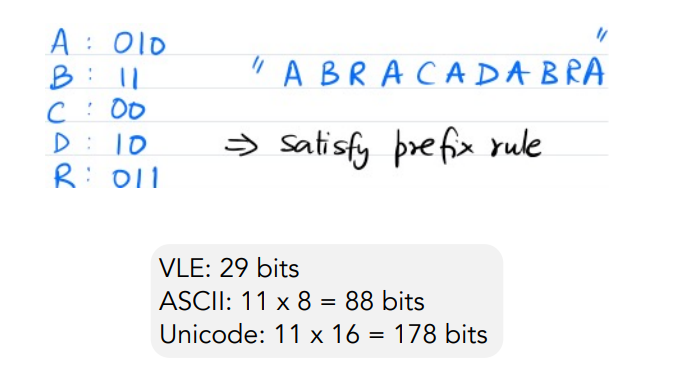 A : 010
B : 11
C : 00
D : 10
R : 011
"ABRACADABRA"
⇒ satisfy prefix rule
VLE: 29 bits
ASCII: 11 x 8 = 88 bits
Unicode: 11 x 16 = 178 bits